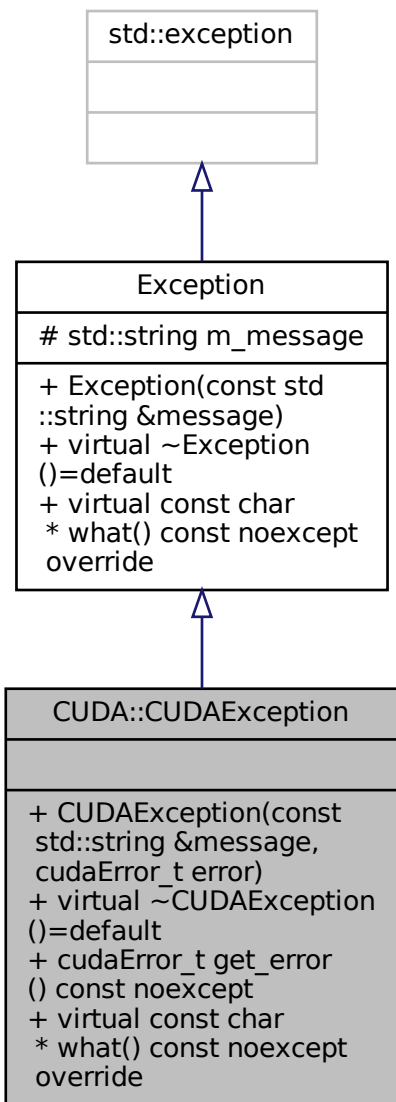 std::exception
Exception
# std::string m_message
+ Exception(const std
::string &message)
+ virtual ~Exception
()=default
+ virtual const char
* what() const noexcept
override
CUDA::CUDAException
+ CUDAException(const
std::string &message,
cudaError_t error)
+ virtual ~CUDAException
()=default
+ cudaError_t get_error
() const noexcept
+ virtual const char
* what() const noexcept
override